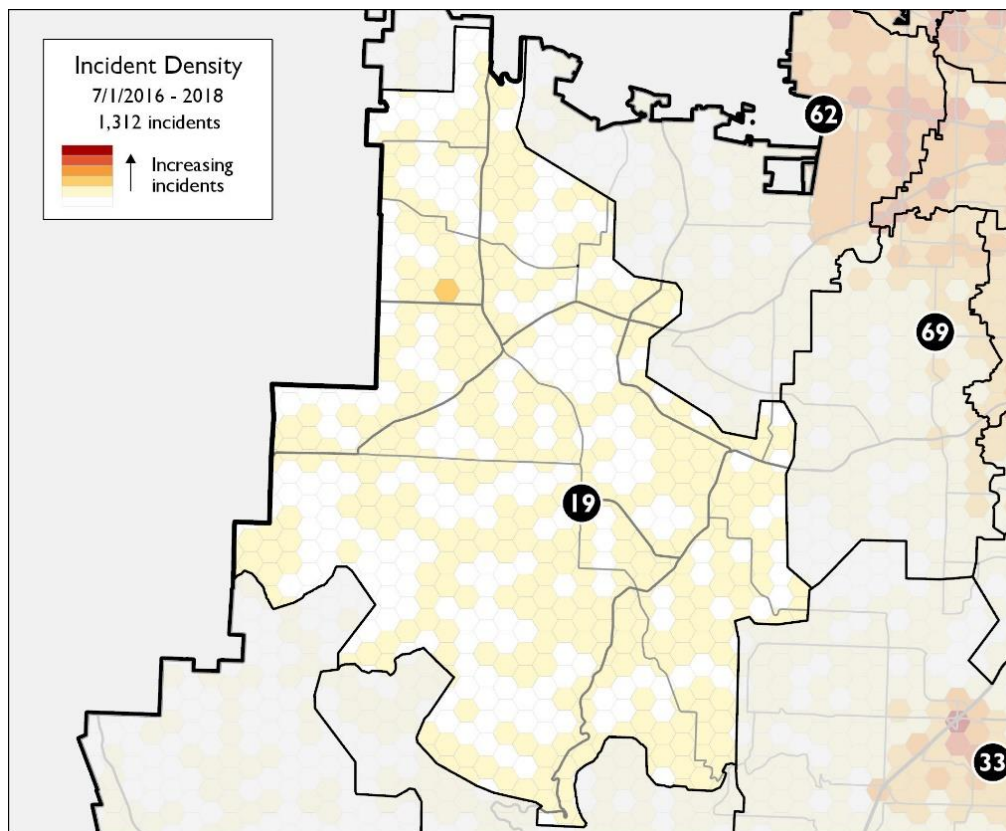 Incident Density
7/1/2016 - 2018
1,312 incidents
Increasing
incidents
62
69
19
33